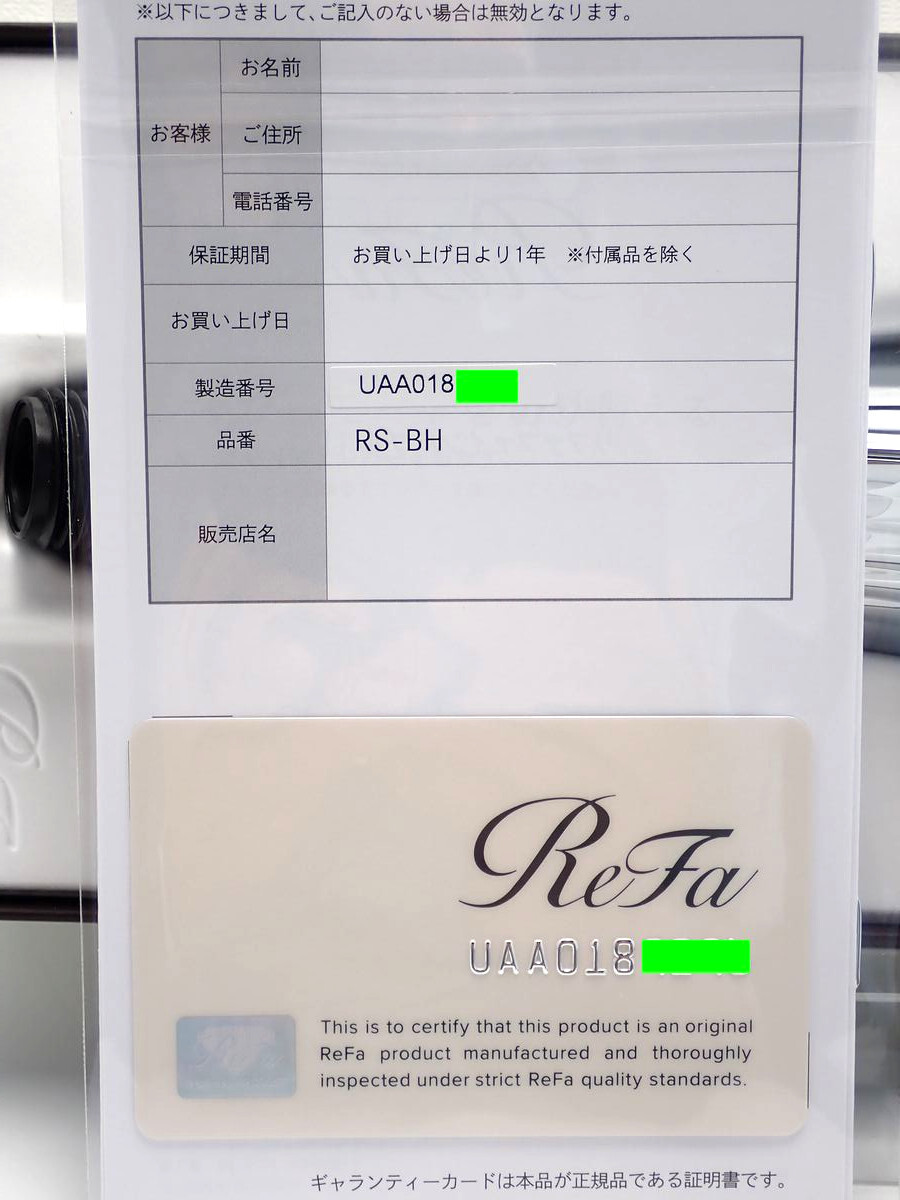 ※以下につきまして、ご記入のない場合は無効となります。
お客様
お名前
ご住所
電話番号
保証期間 お買い上げ日より1年 ※付属品を除く
お買い上げ日
製造番号 UAA018
品番 RS-BH
販売店名
ReFa
UAA018
This is to certify that this product is an original
ReFa product manufactured and thoroughly
inspected under strict ReFa quality standards.
ギャランティーカードは本品が正規品である証明書です。